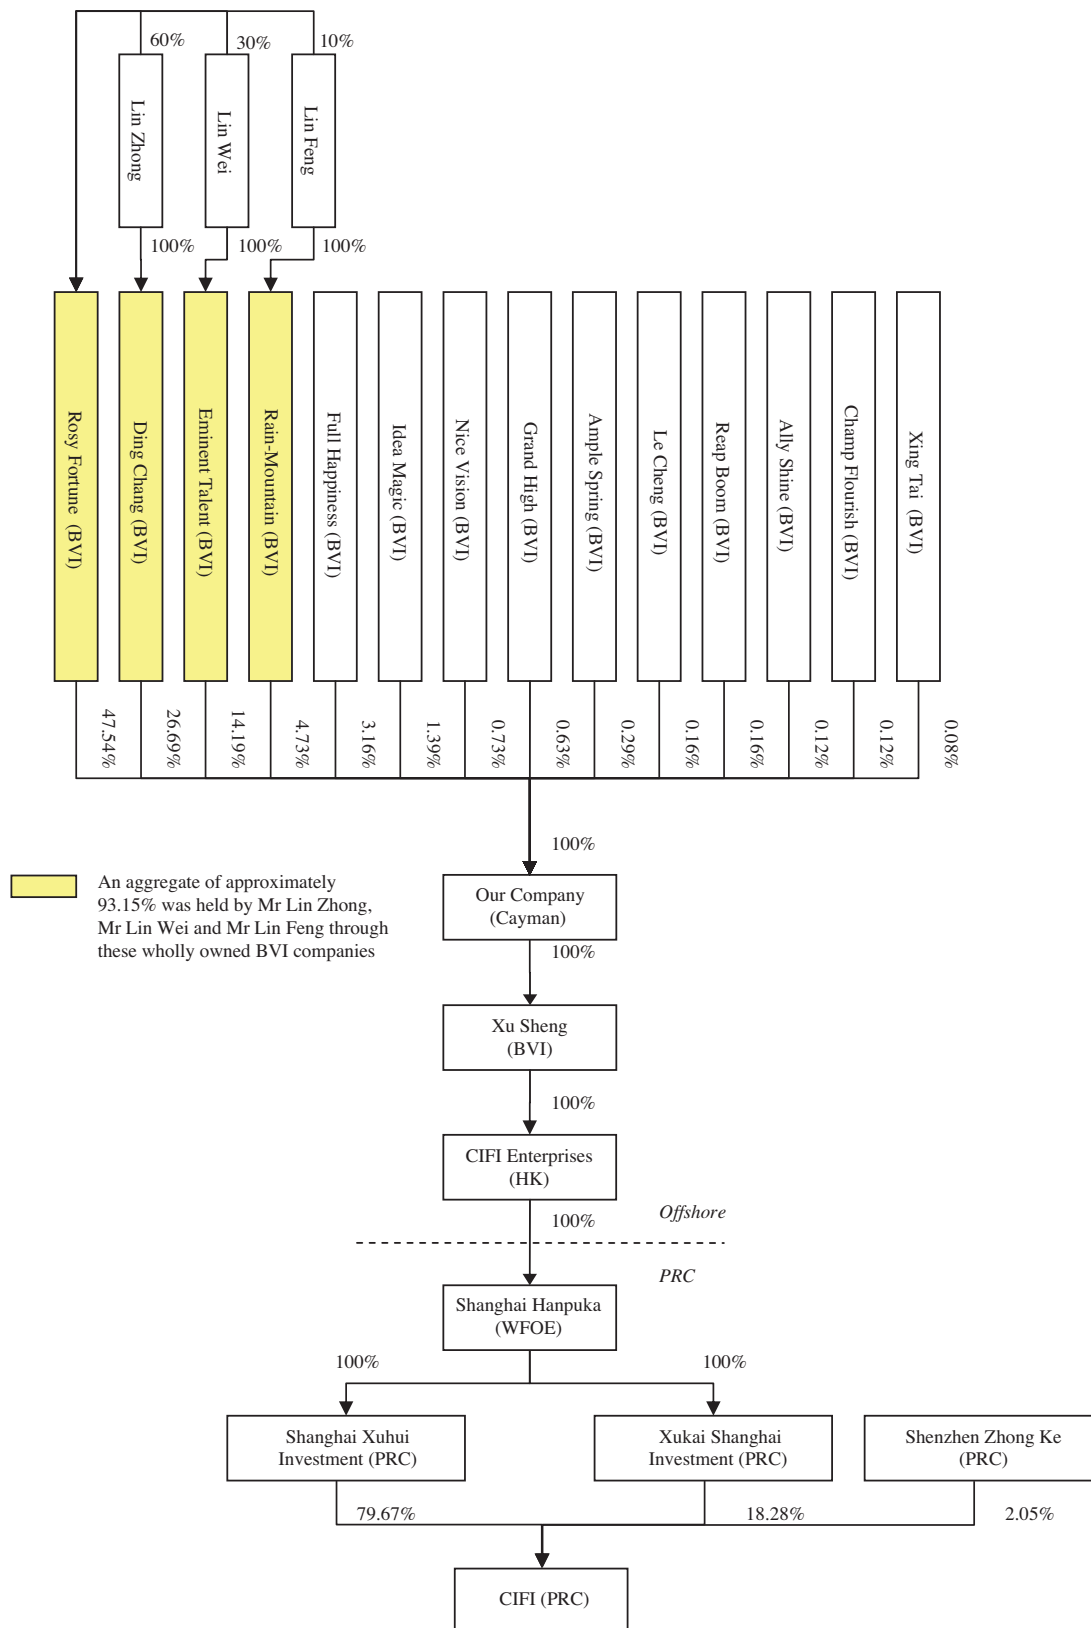 60%
30%
10%
Lin Zhong
Lin Wei
Lin Feng
100%
100%
100%
Rosy Fortune (BVI)
Ding Chang (BVI)
Eminent Talent (BVI)
Rain-Mountain (BVI)
Full Happiness (BVI)
Idea Magic (BVI)
Nice Vision (BVI)
Grand High (BVI)
Ample Spring (BVI)
Le Cheng (BVI)
Reap Boom (BVI)
Ally Shine (BVI)
Champ Flourish (BVI)
Xing Tai (BVI)
47.54%
26.69%
14.19%
4.73%
3.16%
1.39%
0.73%
0.63%
0.29%
0.16%
0.16%
0.12%
0.12%
0.08%
100%
An aggregate of approximately
93.15% was held by Mr Lin Zhong,
Mr Lin Wei and Mr Lin Feng through
these wholly owned BVI companies
Our Company
(Cayman)
100%
Xu Sheng
(BVI)
100%
CIFI Enterprises
(HK)
Offshore
100%
PRC
Shanghai Hanpuka
(WFOE)
100%
100%
Shanghai Xuhui
Investment (PRC)
Xukai Shanghai
Investment (PRC)
Shenzhen Zhong Ke
(PRC)
79.67%
18.28%
2.05%
CIFI (PRC)